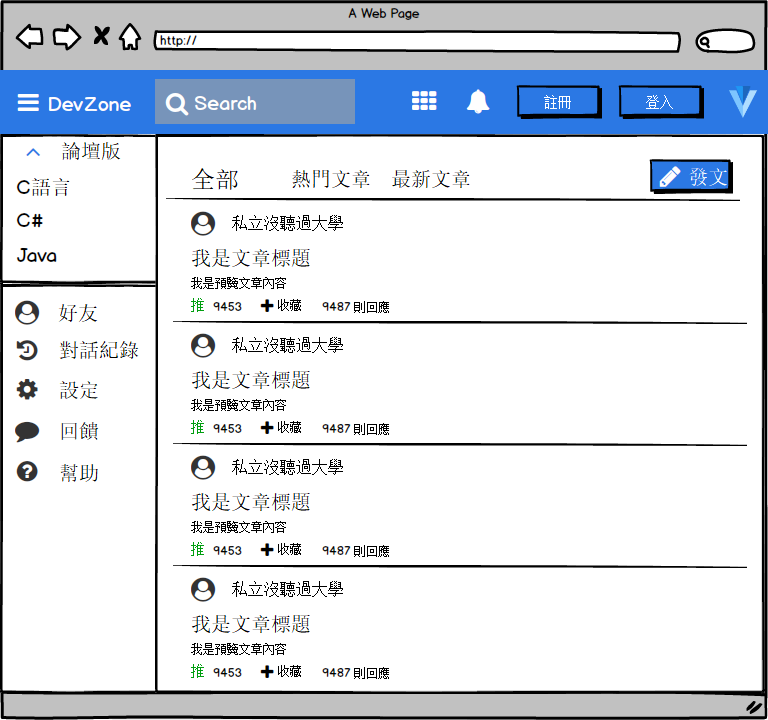 A Web Page
http://
DevZone
Search
註冊
登入
論壇版
C語言
C#
Java
好友
對話紀錄
設定
回饋
幫助
全部 熱門文章 最新文章
發文
私立沒聽過大學
我是文章標題
我是預覽文章內容
推 9453 收藏 9487 則回應
私立沒聽過大學
我是文章標題
我是預覽文章內容
推 9453 收藏 9487 則回應
私立沒聽過大學
我是文章標題
我是預覽文章內容
推 9453 收藏 9487 則回應
私立沒聽過大學
我是文章標題
我是預覽文章內容
推 9453 收藏 9487 則回應